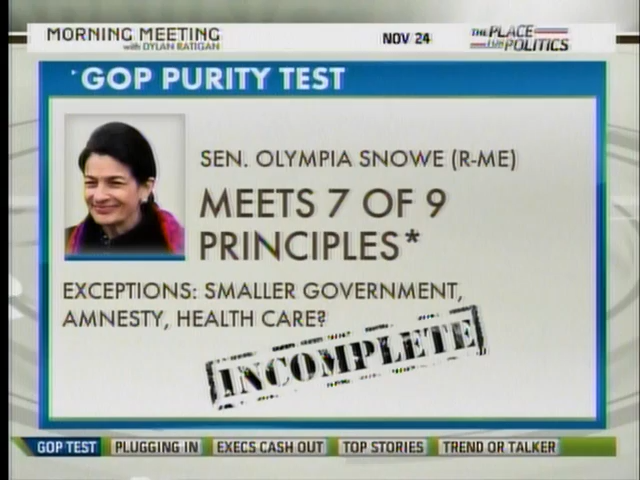 MORNING MEETING
with DYLAN RATIGAN
NOV 24
THE PLACE
FOR POLITICS
GOP PURITY TEST
SEN. OLYMPIA SNOWE (R-ME)
MEETS 7 OF 9
PRINCIPLES*
EXCEPTIONS: SMALLER GOVERNMENT,
AMNESTY, HEALTH CARE?
INCOMPLETE
GOP TEST PLUGGING IN EXECS CASH OUT TOP STORIES TREND OR TALKER